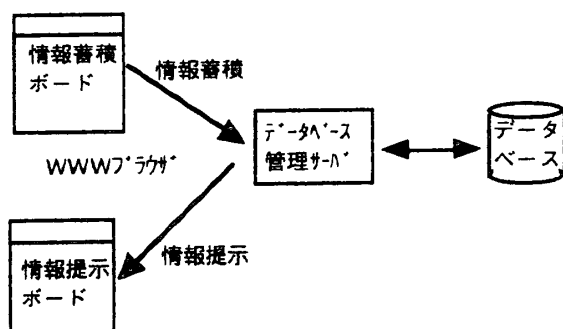 情報蓄積
ボード
情報蓄積
WWWﾌﾞﾗｳｻﾞ
ﾃﾞｰﾀﾍﾞｰｽ
管理ｻｰﾊﾞ
データ
ベース
情報提示
情報提示
ボード